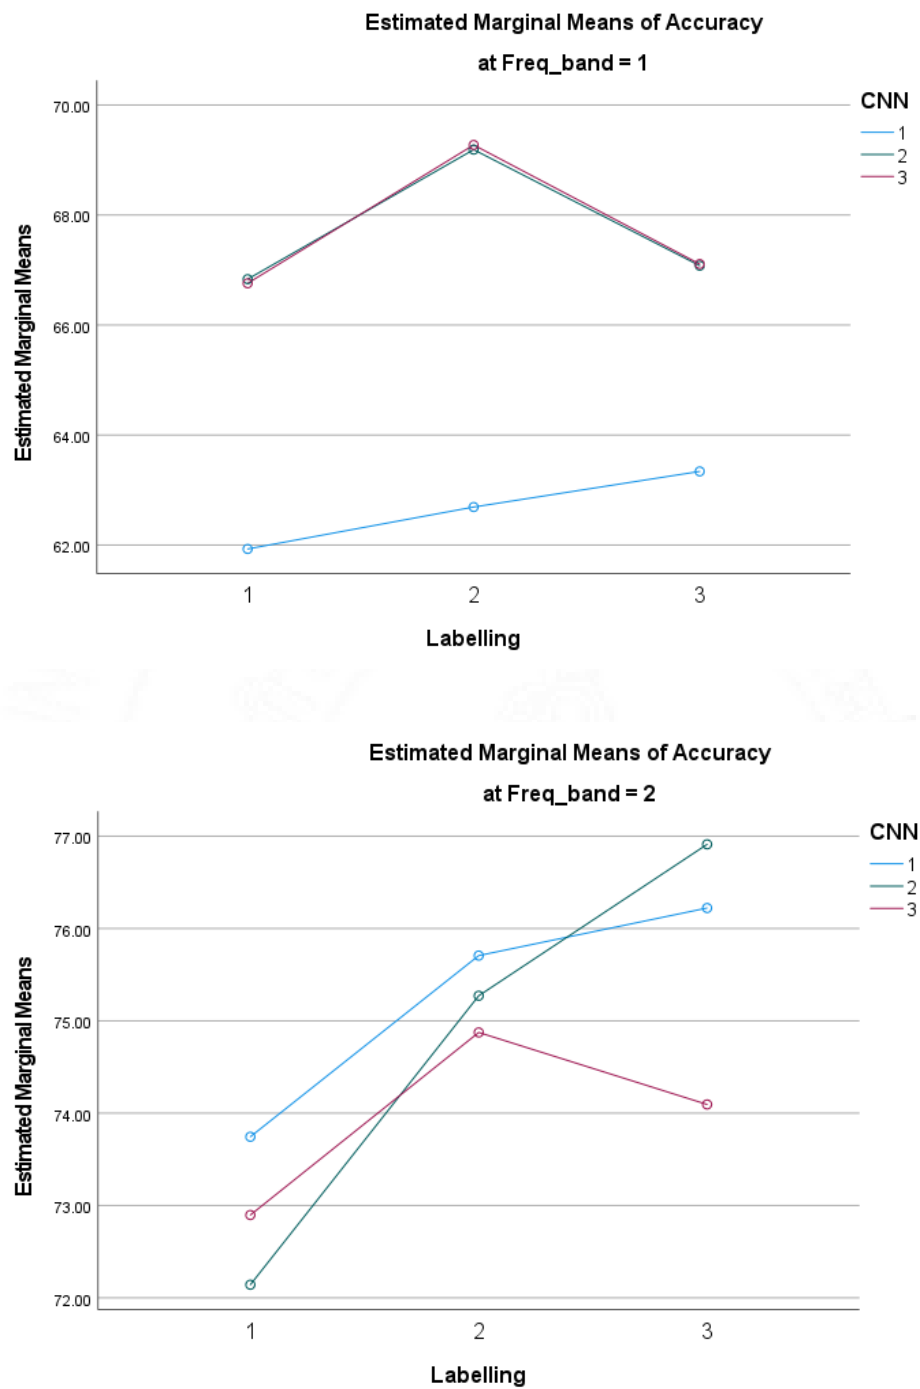 Estimated Marginal Means of Accuracy
at Freq_band = 1
CNN
1
2
3
70.00
68.00
66.00
64.00
62.00
Estimated Marginal Means
1 2 3
Labelling
Estimated Marginal Means of Accuracy
at Freq_band = 2
CNN
1
2
3
77.00
76.00
75.00
74.00
73.00
72.00
Estimated Marginal Means
1 2 3
Labelling